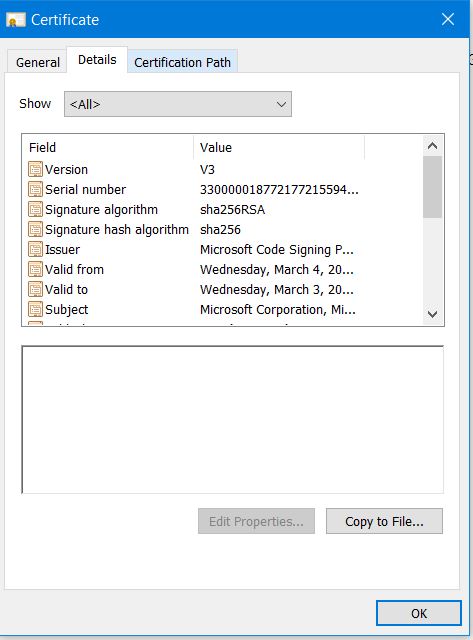 Certificate
General Details Certification Path
Show <All>
Field Value
Version V3
Serial number 330000018772177215594...
Signature algorithm sha256RSA
Signature hash algorithm sha256
Issuer Microsoft Code Signing P...
Valid from Wednesday, March 4, 20...
Valid to Wednesday, March 3, 20...
Subject Microsoft Corporation, Mi...
Edit Properties... Copy to File...
OK